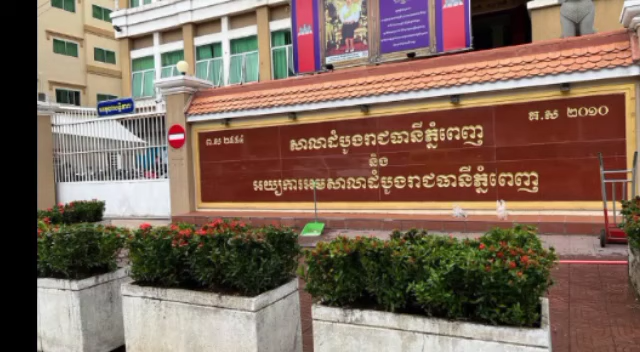 ព.ស ២៥៥៤
គ.ស ២០១០
សាលាដំបូងរាជធានីភ្នំពេញ
និង
អយ្យការអមសាលាដំបូងរាជធានីភ្នំពេញ